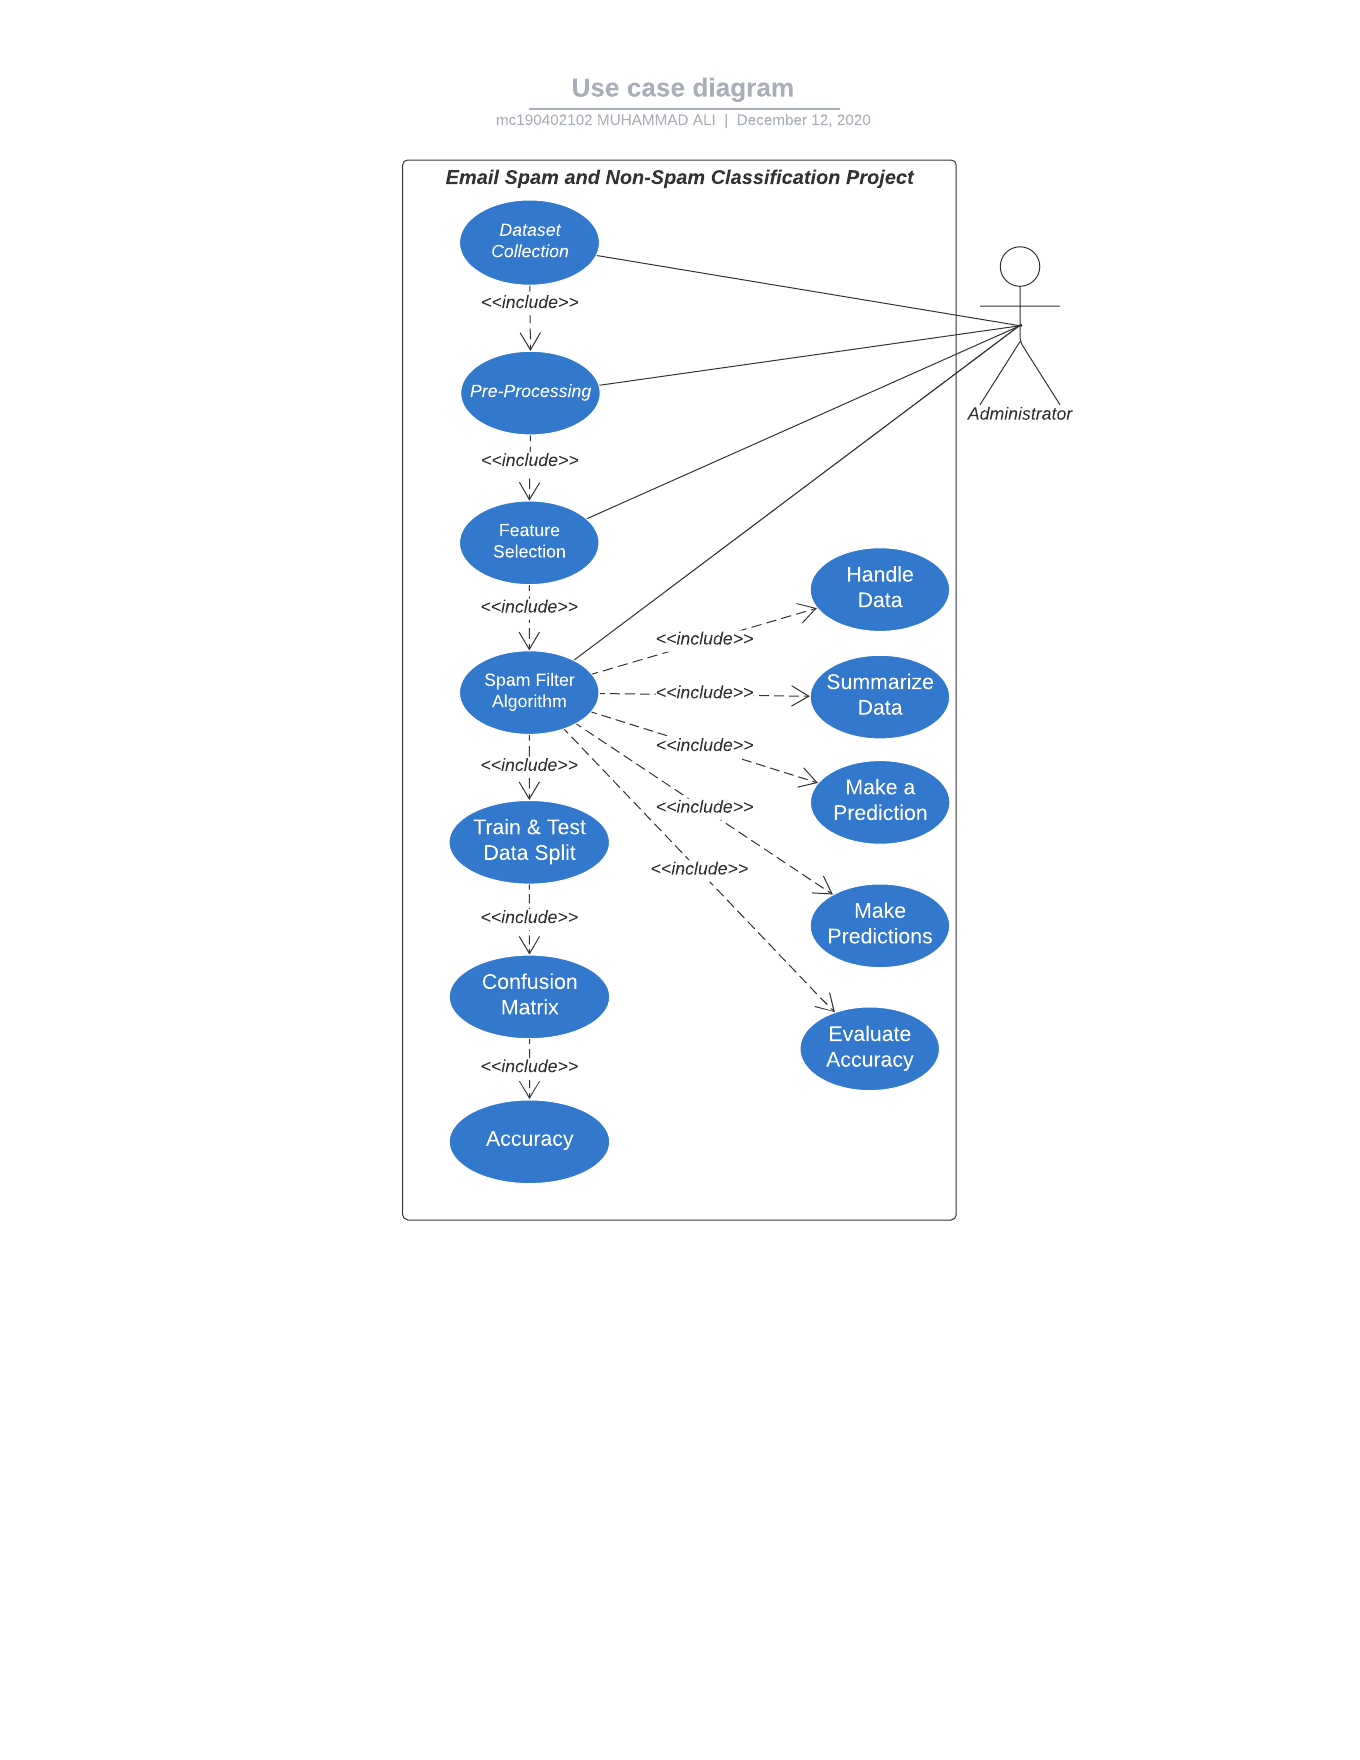 Use case diagram
mc190402102 MUHAMMAD ALI | December 12, 2020
Email Spam and Non-Spam Classification Project
Dataset
Collection
<<include>>
Administrator
Pre-Processing
<<include>>
Feature
Selection
<<include>>
Spam Filter
Algorithm
<<include>>
Handle
Data
<<include>>
Summarize
Data
<<include>>
Make a
Prediction
<<include>>
Make
Predictions
<<include>>
Evaluate
Accuracy
<<include>>
Train & Test
Data Split
<<include>>
Confusion
Matrix
<<include>>
Accuracy